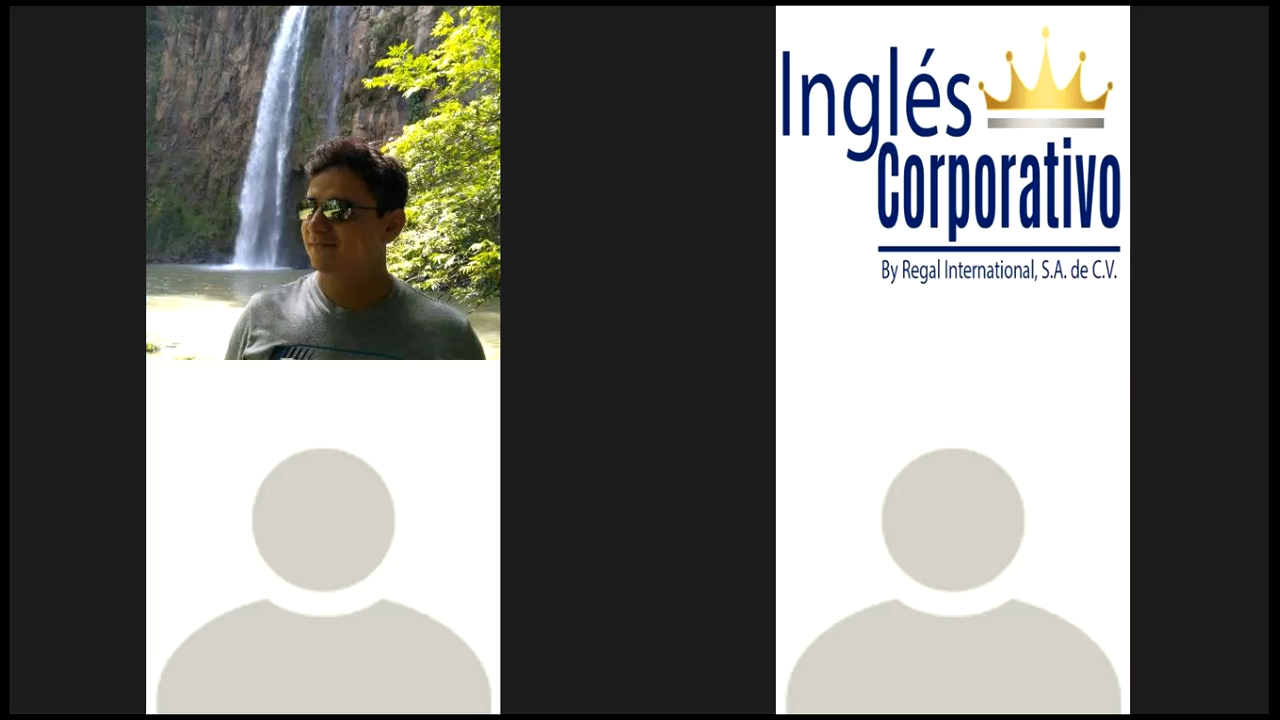 Inglés
Corporativo
By Regal International, S.A. de C.V.